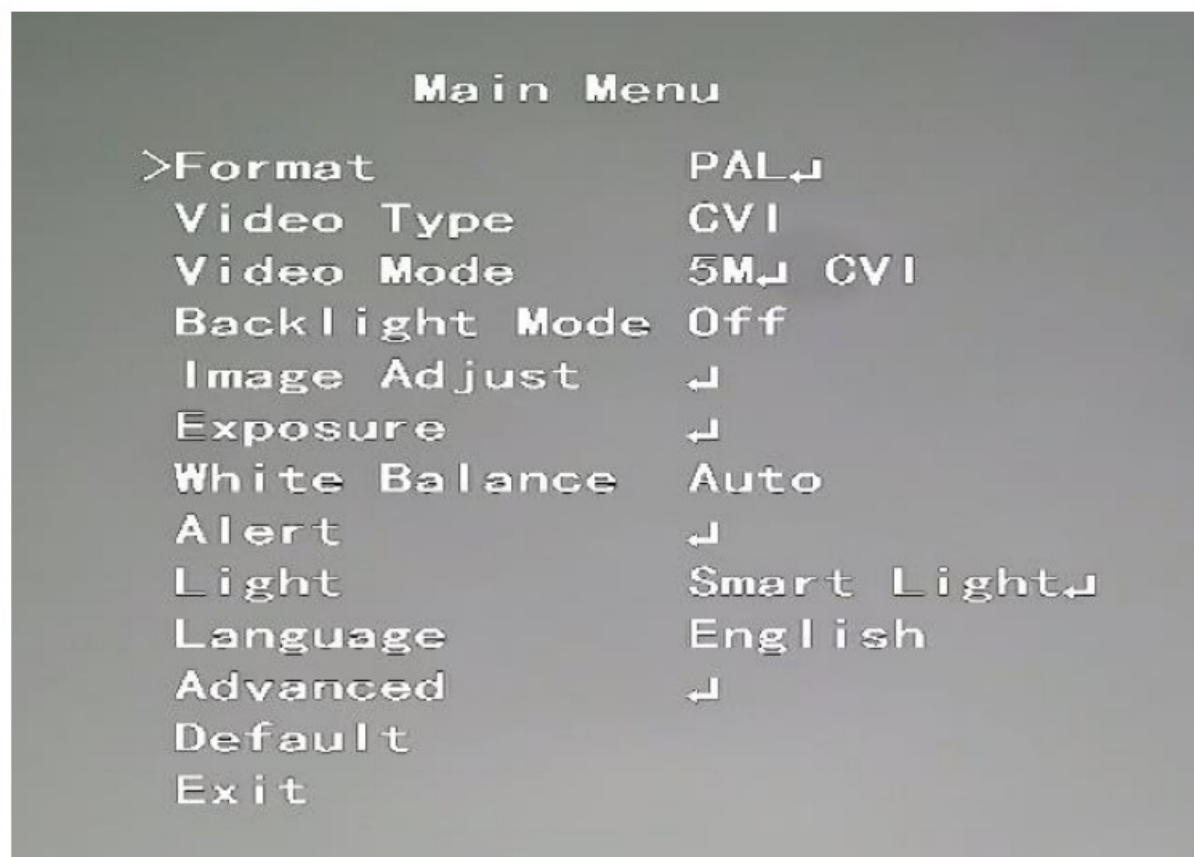 Main Menu
>Format PAL↵
Video Type CVI
Video Mode 5M↵ CVI
Backlight Mode Off
Image Adjust ↵
Exposure ↵
White Balance Auto
Alert ↵
Light Smart Light↵
Language English
Advanced ↵
Default
Exit